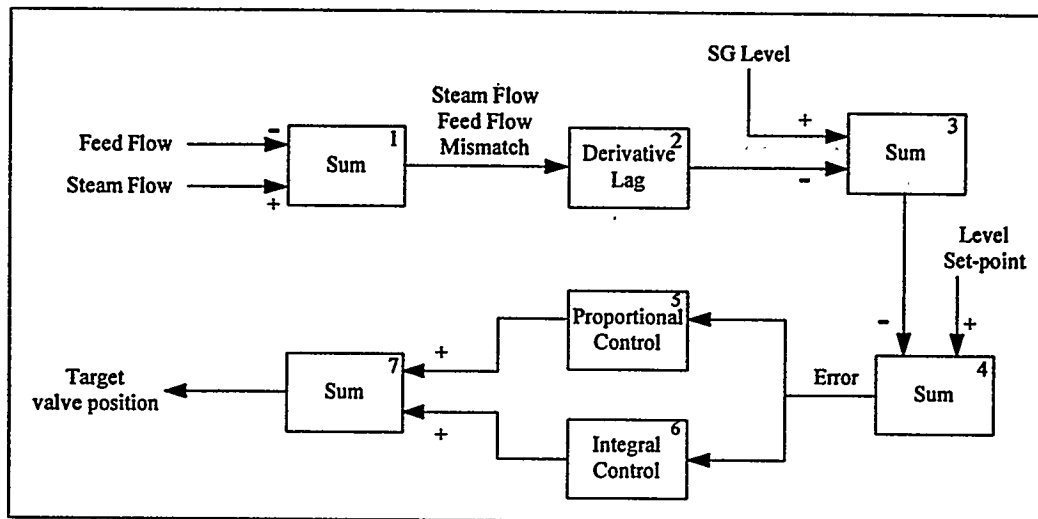 SG Level
Steam Flow
Feed Flow
Mismatch
Feed Flow
Steam Flow
-
+
1
Sum
2
Derivative
Lag
+
-
3
Sum
Level
Set-point
-
+
4
Sum
Error
5
Proportional
Control
6
Integral
Control
+
+
7
Sum
Target
valve position